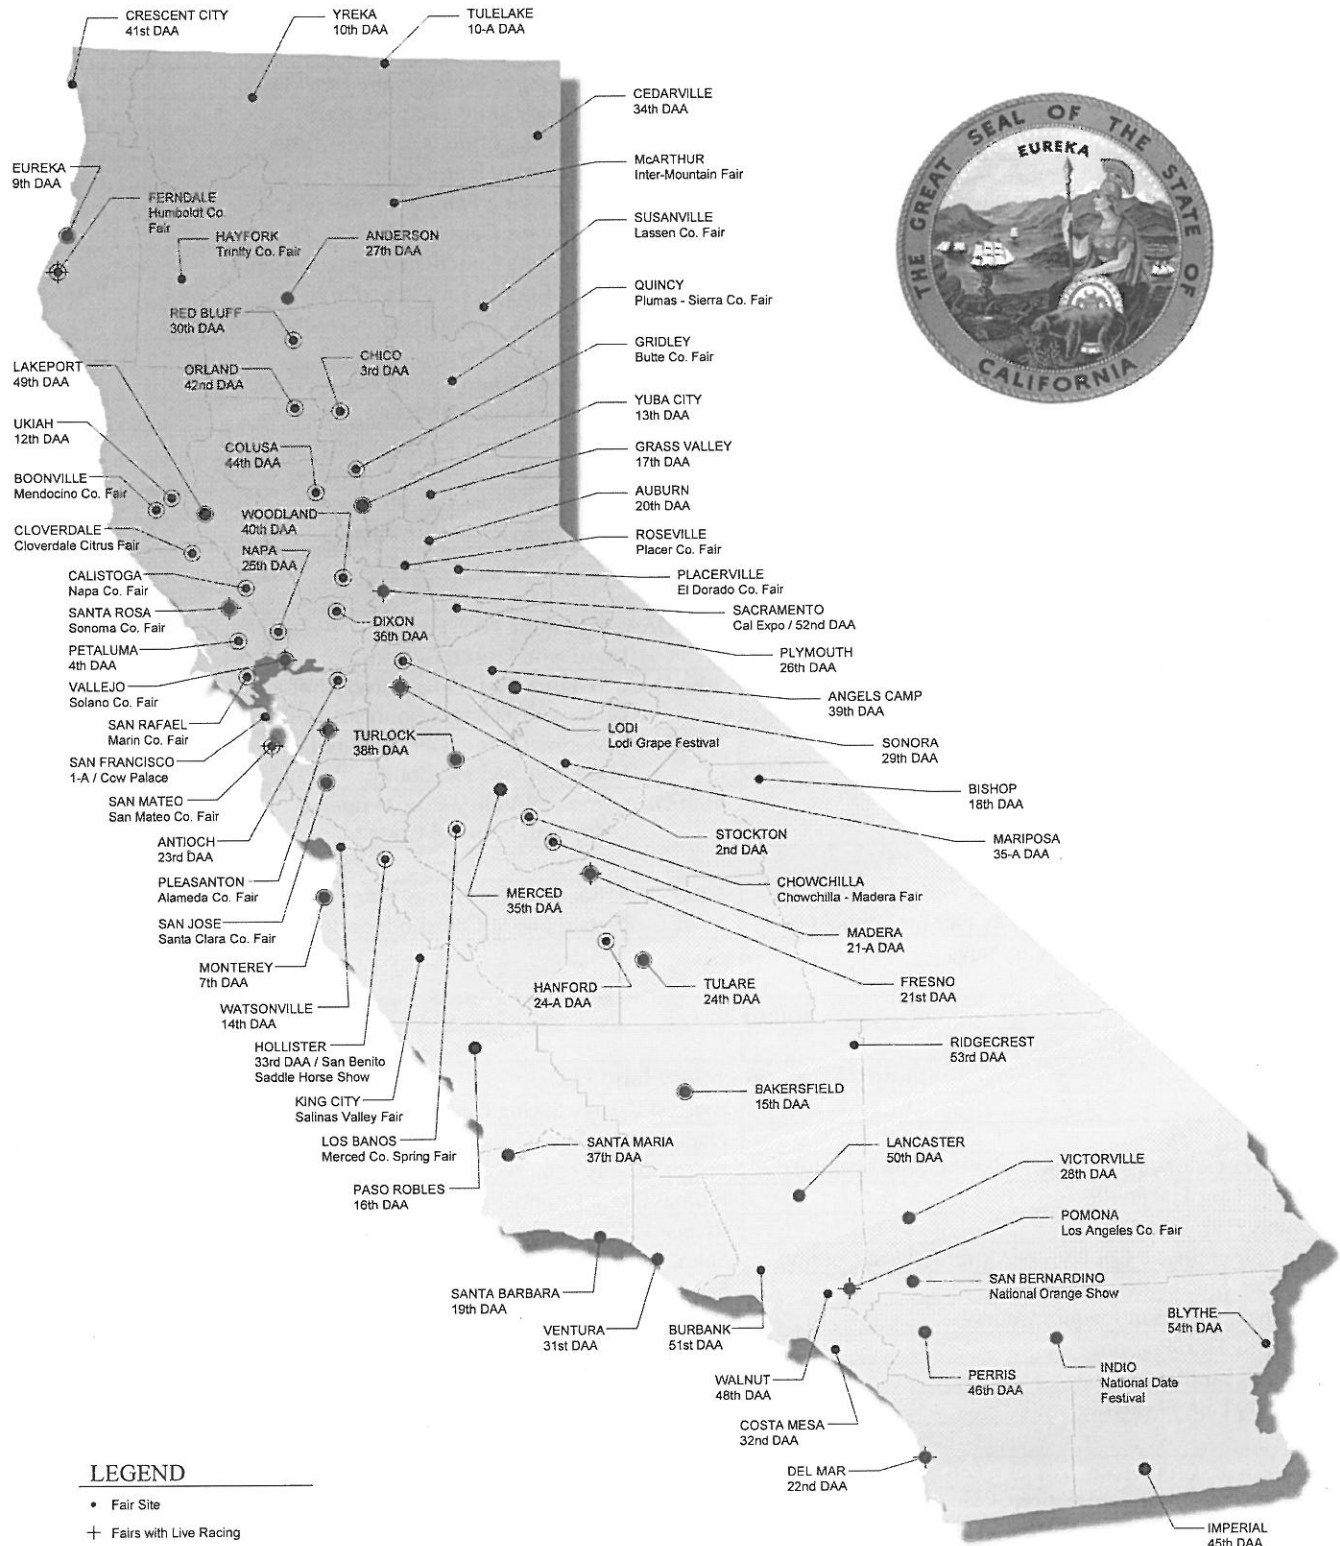 CRESCENT CITY
41st DAA
YREKA
10th DAA
TULELAKE
10-A DAA
CEDARVILLE
34th DAA
McARTHUR
Inter-Mountain Fair
EUREKA
9th DAA
FERNDALE
Humboldt Co.
Fair
HAYFORK
Trinity Co. Fair
ANDERSON
27th DAA
SUSANVILLE
Lassen Co. Fair
QUINCY
Plumas - Sierra Co. Fair
RED BLUFF
30th DAA
GRIDLEY
Butte Co. Fair
LAKEPORT
49th DAA
ORLAND
42nd DAA
CHICO
3rd DAA
YUBA CITY
13th DAA
UKIAH
12th DAA
COLUSA
44th DAA
GRASS VALLEY
17th DAA
BOONVILLE
Mendocino Co. Fair
AUBURN
20th DAA
WOODLAND
40th DAA
CLOVERDALE
Cloverdale Citrus Fair
ROSEVILLE
Placer Co. Fair
NAPA
25th DAA
CALISTOGA
Napa Co. Fair
PLACERVILLE
El Dorado Co. Fair
SANTA ROSA
Sonoma Co. Fair
SACRAMENTO
Cal Expo / 52nd DAA
DIXON
36th DAA
PETALUMA
4th DAA
PLYMOUTH
26th DAA
VALLEJO
Solano Co. Fair
ANGELS CAMP
39th DAA
SAN RAFAEL
Marin Co. Fair
LODI
Lodi Grape Festival
TURLOCK
38th DAA
SONORA
29th DAA
SAN FRANCISCO
1-A / Cow Palace
BISHOP
18th DAA
SAN MATEO
San Mateo Co. Fair
STOCKTON
2nd DAA
MARIPOSA
35-A DAA
ANTIOCH
23rd DAA
PLEASANTON
Alameda Co. Fair
MERCED
35th DAA
CHOWCHILLA
Chowchilla - Madera Fair
SAN JOSE
Santa Clara Co. Fair
MADERA
21-A DAA
MONTEREY
7th DAA
HANFORD
24-A DAA
TULARE
24th DAA
FRESNO
21st DAA
WATSONVILLE
14th DAA
HOLLISTER
33rd DAA / San Benito
Saddle Horse Show
RIDGECREST
53rd DAA
BAKERSFIELD
15th DAA
KING CITY
Salinas Valley Fair
LOS BANOS
Merced Co. Spring Fair
SANTA MARIA
37th DAA
LANCASTER
50th DAA
VICTORVILLE
28th DAA
PASO ROBLES
16th DAA
POMONA
Los Angeles Co. Fair
SANTA BARBARA
19th DAA
SAN BERNARDINO
National Orange Show
VENTURA
31st DAA
BURBANK
51st DAA
BLYTHE
54th DAA
WALNUT
48th DAA
PERRIS
46th DAA
INDIO
National Date
Festival
COSTA MESA
32nd DAA
DEL MAR
22nd DAA
IMPERIAL
45th DAA
THE GREAT SEAL OF THE STATE OF
CALIFORNIA
EUREKA
LEGEND
Fair Site
Fairs with Live Racing